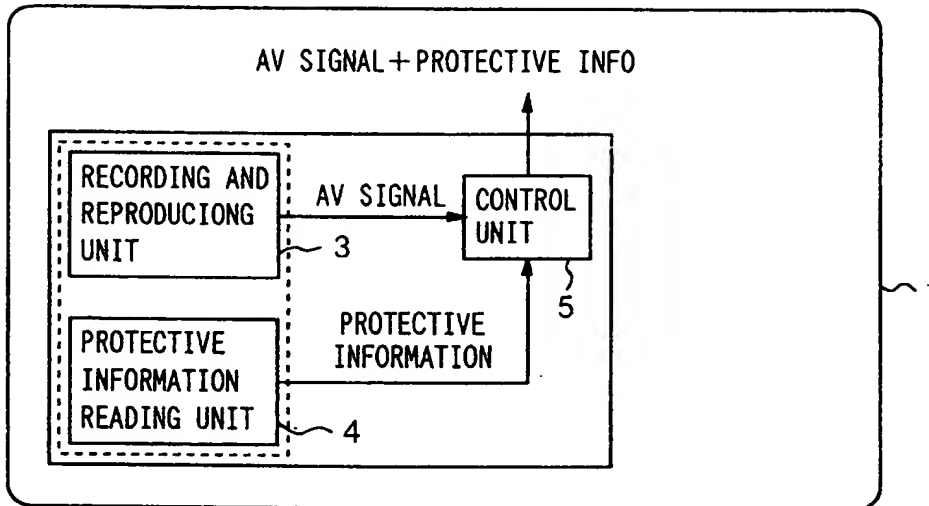 AV SIGNAL+PROTECTIVE INFO
RECORDING AND
REPRODUCIONG
UNIT
3
AV SIGNAL
CONTROL
UNIT
5
PROTECTIVE
INFORMATION
PROTECTIVE
INFORMATION
READING UNIT
4